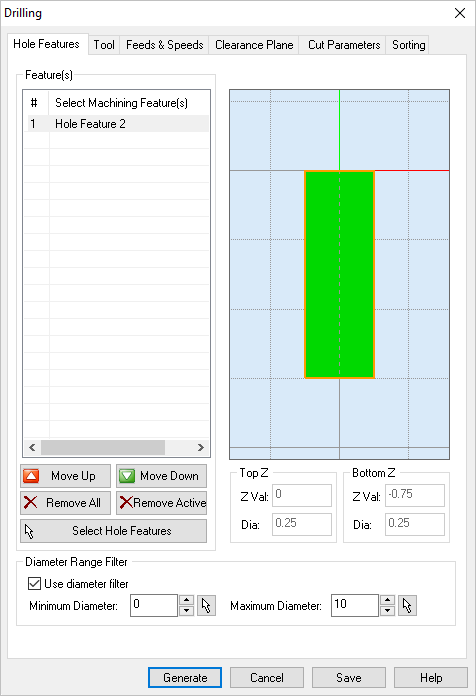 Drilling
Hole Features Tool Feeds & Speeds Clearance Plane Cut Parameters Sorting
Feature(s)
# Select Machining Feature(s)
1 Hole Feature 2
Move Up Move Down
Remove All Remove Active
Select Hole Features
Top Z
Z Val: 0
Dia: 0.25
Bottom Z
Z Val: -0.75
Dia: 0.25
Diameter Range Filter
Use diameter filter
Minimum Diameter: 0 Maximum Diameter: 10
Generate Cancel Save Help